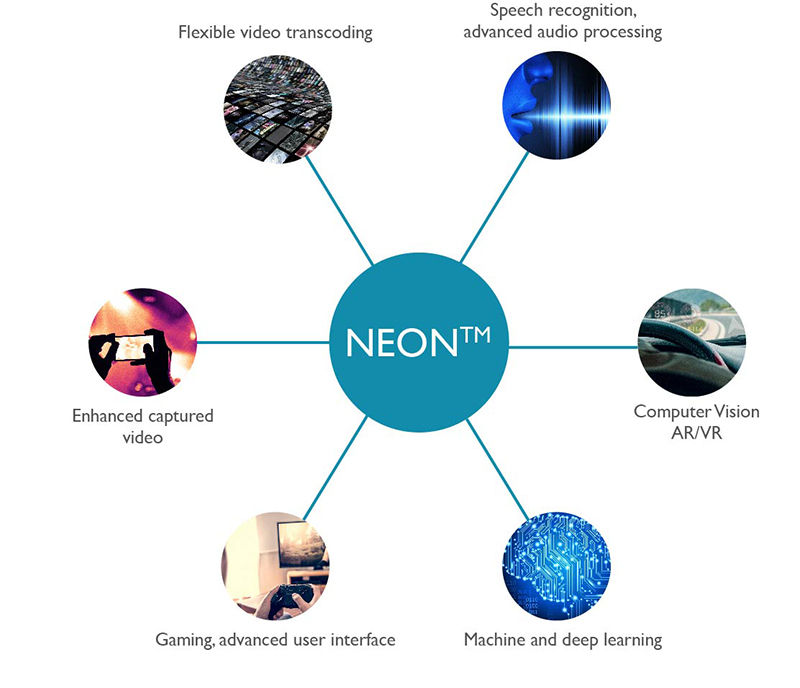 Flexible video transcoding
Speech recognition,
advanced audio processing
NEON™
Enhanced captured
video
Computer Vision
AR/VR
Gaming, advanced user interface
Machine and deep learning